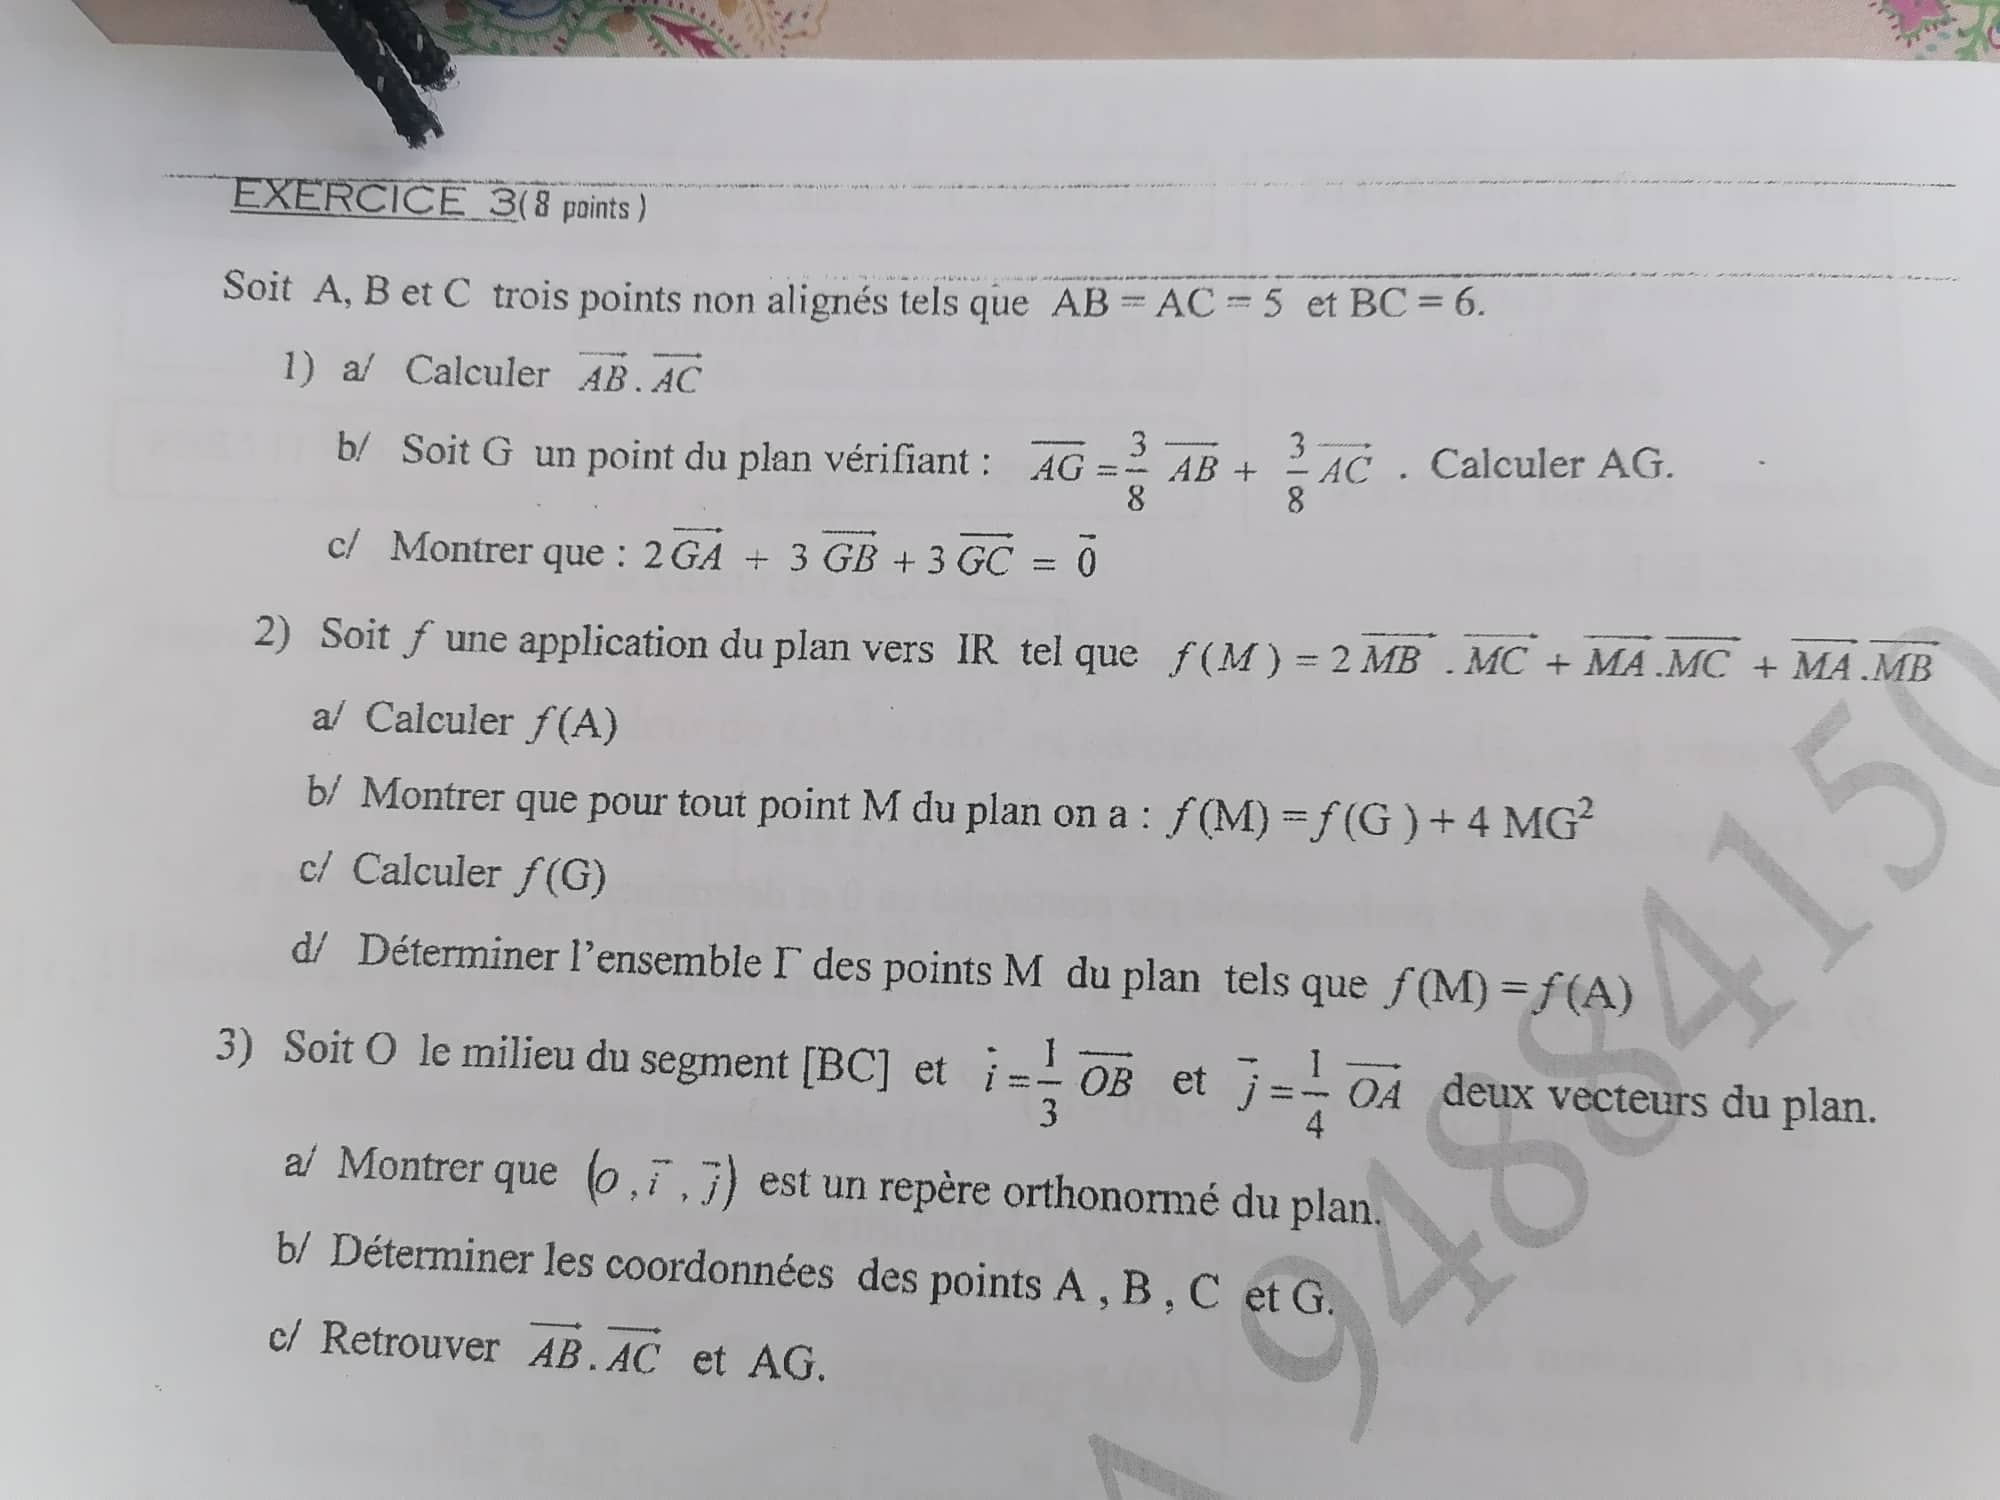 EXERCICE 3( 8 points )
Soit A, B et C trois points non alignés tels que AB = AC = 5 et BC = 6.
1) a/ Calculer $\overrightarrow{AB}.\overrightarrow{AC}$
b/ Soit G un point du plan vérifiant : $\overrightarrow{AG} = \frac{3}{8}\overrightarrow{AB} + \frac{3}{8}\overrightarrow{AC}$ . Calculer AG.
c/ Montrer que : $2\overrightarrow{GA} + 3\overrightarrow{GB} + 3\overrightarrow{GC} = \vec{0}$
2) Soit f une application du plan vers IR tel que $f(M) = 2\overrightarrow{MB}.\overrightarrow{MC} + \overrightarrow{MA}.\overrightarrow{MC} + \overrightarrow{MA}.\overrightarrow{MB}$
a/ Calculer f(A)
b/ Montrer que pour tout point M du plan on a : f(M) = f(G ) + 4 MG²
c/ Calculer f(G)
d/ Déterminer l'ensemble Γ des points M du plan tels que f(M) = f(A)
3) Soit O le milieu du segment [BC] et $\vec{i} = \frac{1}{3}\overrightarrow{OB}$ et $\vec{j} = \frac{1}{4}\overrightarrow{OA}$ deux vecteurs du plan.
a/ Montrer que $(o, \vec{i}, \vec{j})$ est un repère orthonormé du plan.
b/ Déterminer les coordonnées des points A , B , C et G.
c/ Retrouver $\overrightarrow{AB}.\overrightarrow{AC}$ et AG.
94884150